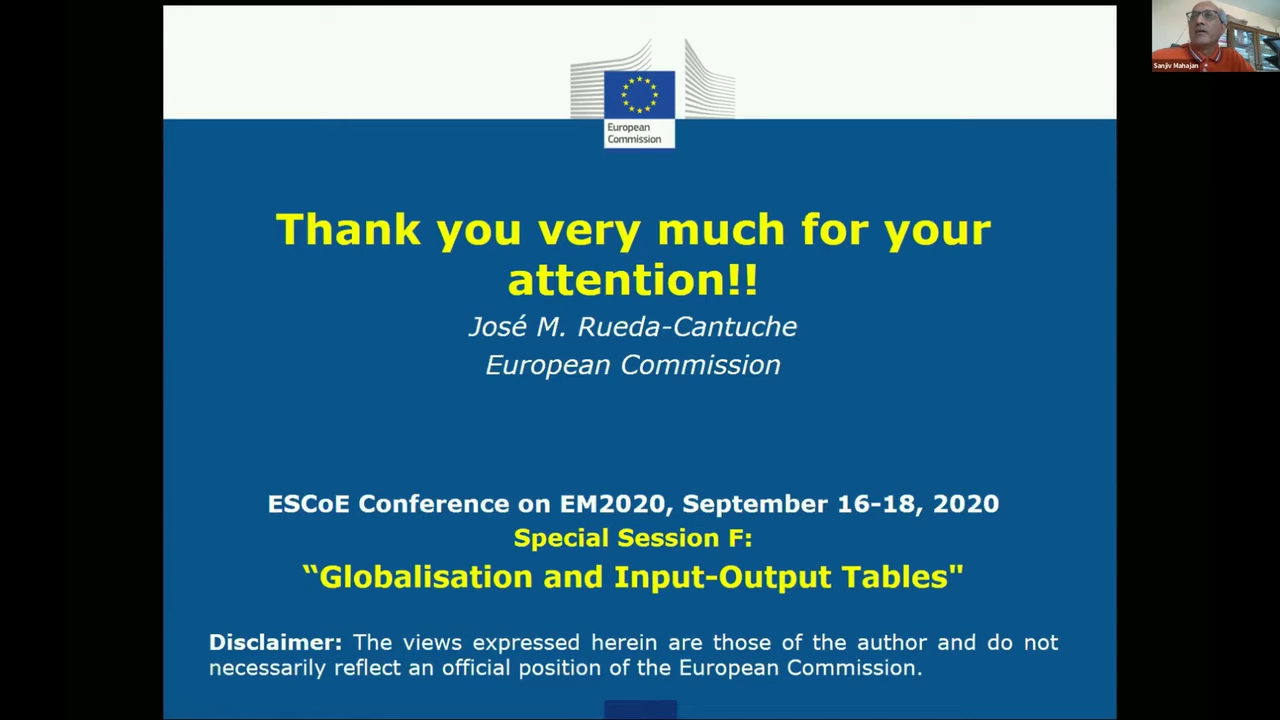 Sanjiv Mahajan
European
Commission
Thank you very much for your
attention!!
José M. Rueda-Cantuche
European Commission
ESCoE Conference on EM2020, September 16-18, 2020
Special Session F:
“Globalisation and Input-Output Tables"
Disclaimer: The views expressed herein are those of the author and do not
necessarily reflect an official position of the European Commission.